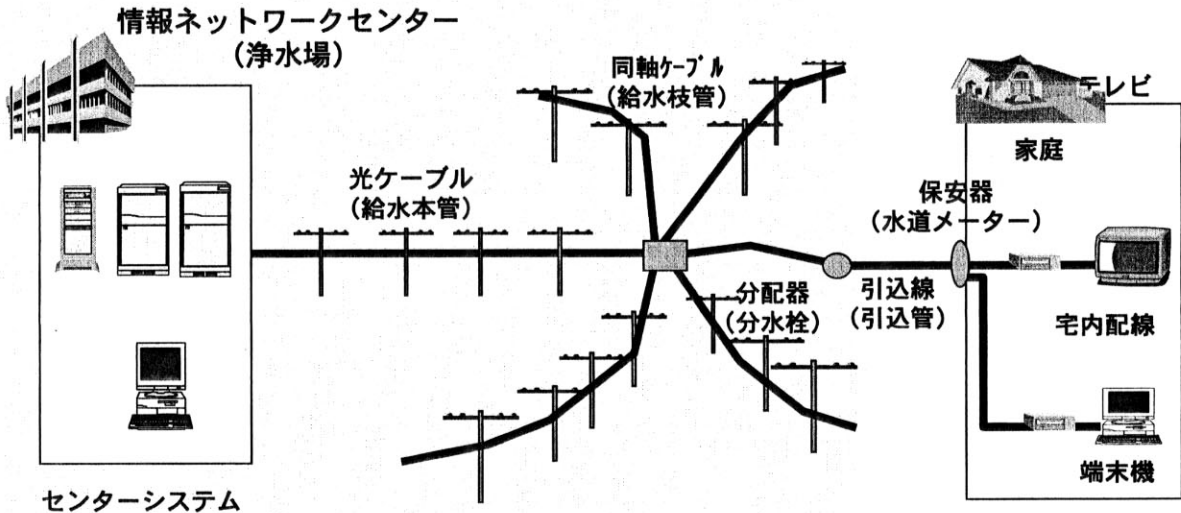 情報ネットワークセンター
(浄水場)
同軸ケーブル
(給水枝管)
テレビ
家庭
光ケーブル
(給水本管)
保安器
(水道メーター)
分配器
(分水栓)
引込線
(引込管)
宅内配線
端末機
センターシステム